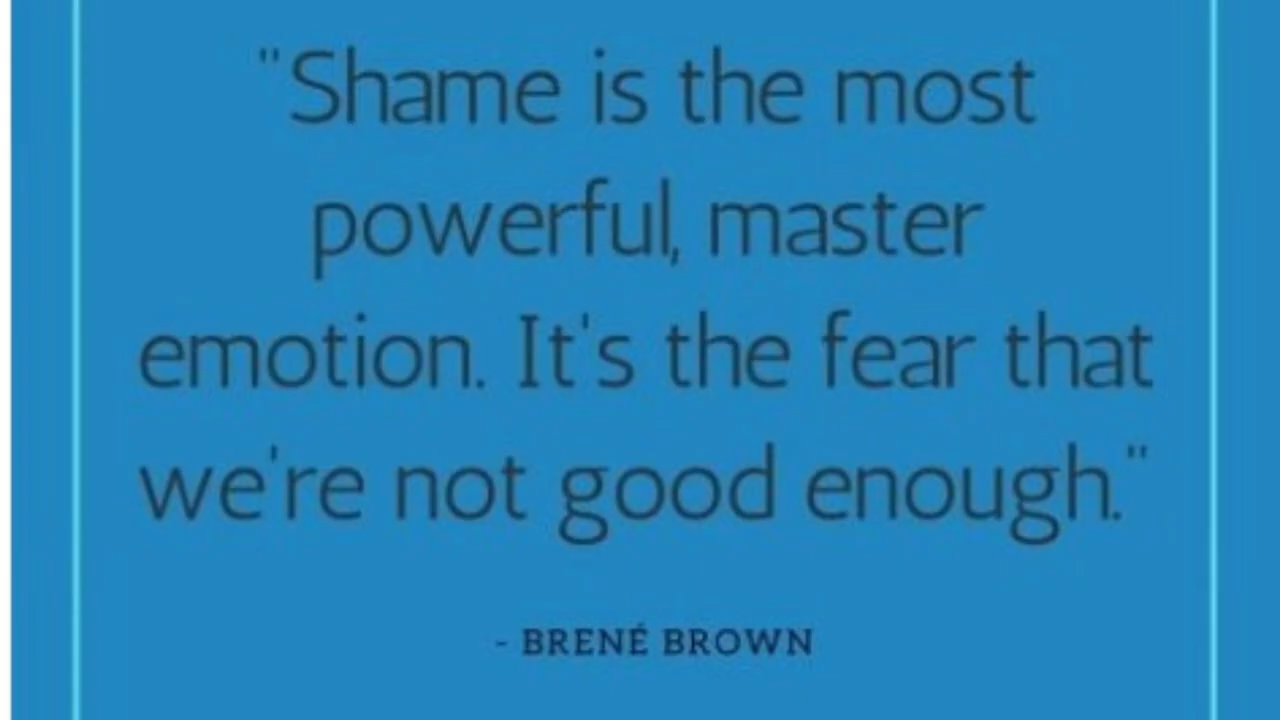 "Shame is the most
powerful, master
emotion. It's the fear that
we're not good enough."
- BRENÉ BROWN